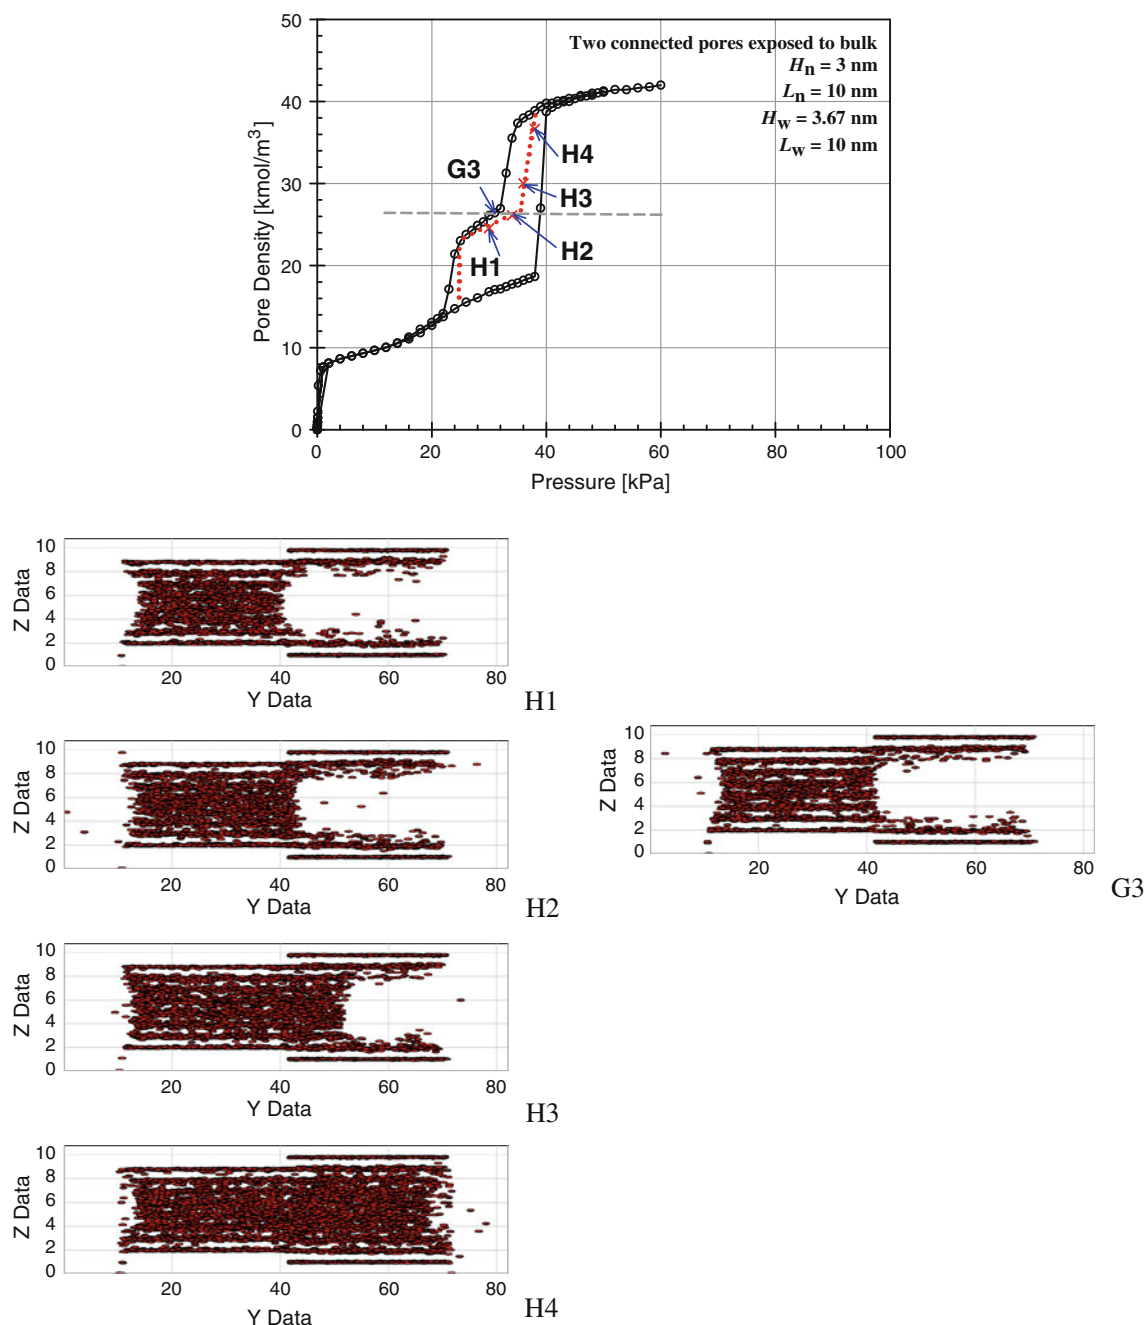 50
40
30
20
10
0
Pore Density [kmol/m³]
Two connected pores exposed to bulk
Hn = 3 nm
Ln = 10 nm
Hw = 3.67 nm
Lw = 10 nm
G3
H4
H3
H2
H1
0 20 40 60 80 100
Pressure [kPa]
10
8
6
4
2
0
Z Data
20 40 60 80
Y Data
H1
10
8
6
4
2
0
Z Data
20 40 60 80
Y Data
H2
10
8
6
4
2
0
Z Data
20 40 60 80
Y Data
G3
10
8
6
4
2
0
Z Data
20 40 60 80
Y Data
H3
10
8
6
4
2
0
Z Data
20 40 60 80
Y Data
H4